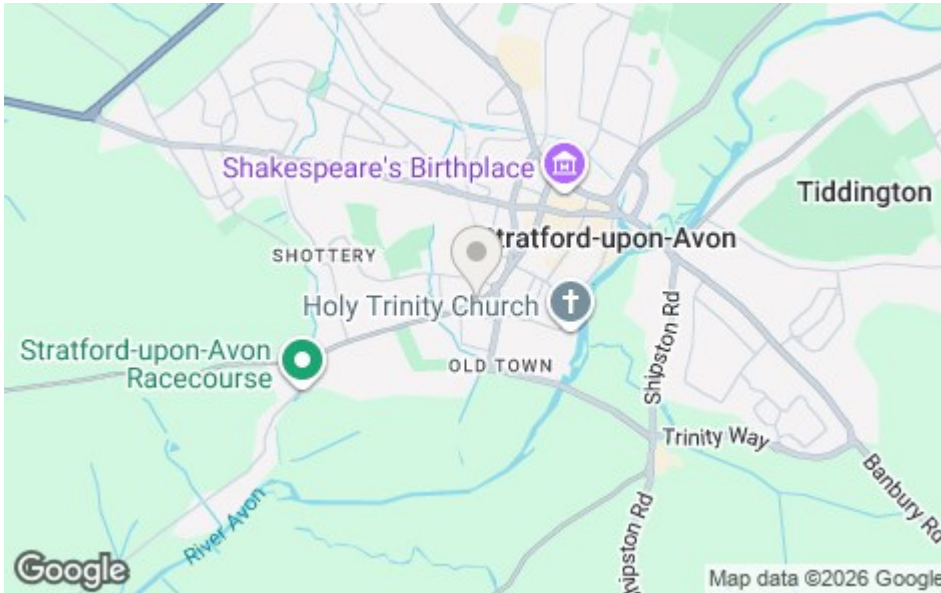 Shakespeare's Birthplace
Tiddington
Stratford-upon-Avon
SHOTTERY
Holy Trinity Church
Stratford-upon-Avon
Racecourse
OLD TOWN
Shipston Rd
Trinity Way
Banbury Rd
River Avon
Shipston Rd
Google
Map data ©2026 Google